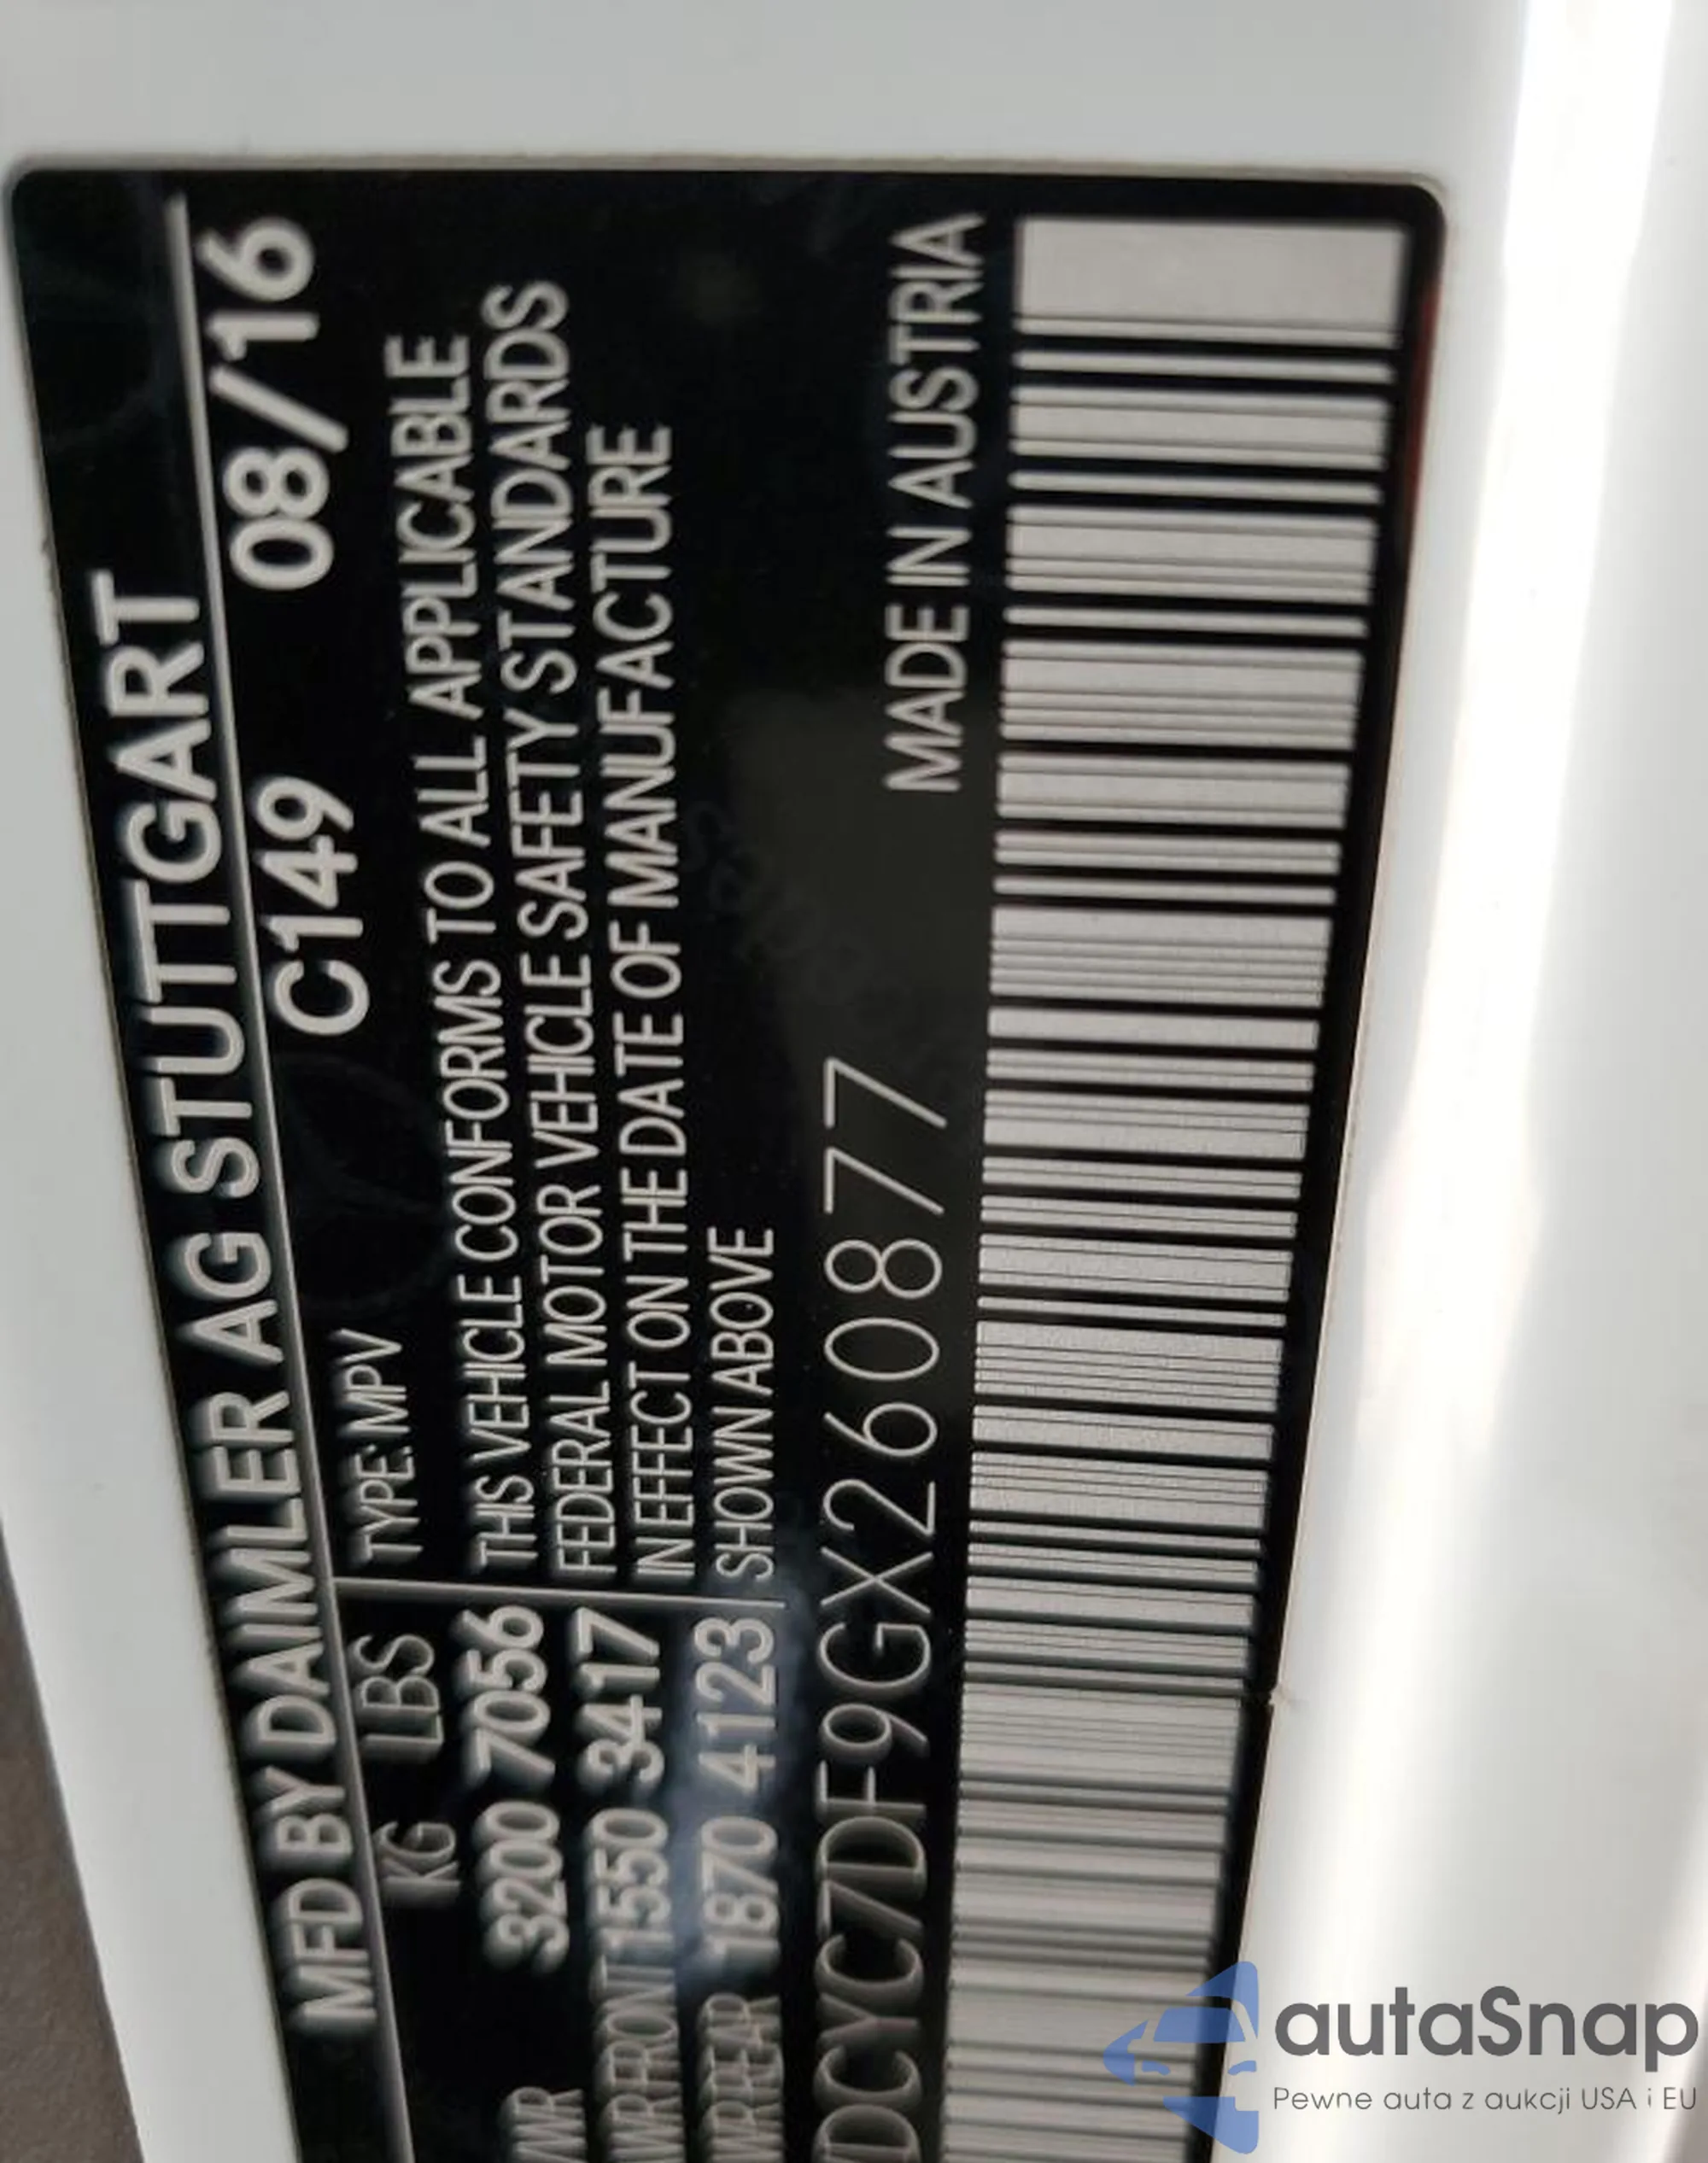 MFD BY DAIMLER AG STUTTGART
KG LBS TYPE: MPV C149 08/16
3200 7056
WRFRONT 1550 3417
WRREAR 1870 4123
THIS VEHICLE CONFORMS TO ALL APPLICABLE
FEDERAL MOTOR VEHICLE SAFETY STANDARDS
IN EFFECT ON THE DATE OF MANUFACTURE
SHOWN ABOVE
MADE IN AUSTRIA
DCYC7DF9GX260877
autaSnap
Pewne auta z aukcji USA i EU